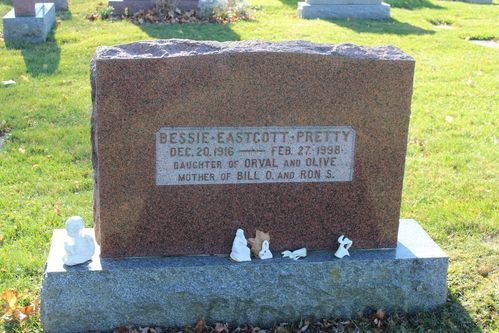 BESSIE·EASTCOTT·PRETTY
DEC. 20. 1916 — FEB. 27. 1998
DAUGHTER OF ORVAL AND OLIVE
MOTHER OF BILL O. AND RON S.